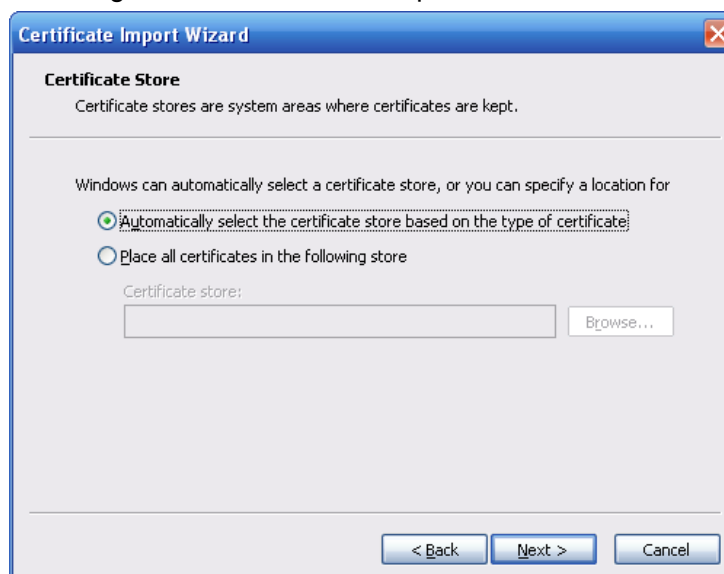 Certificate Import Wizard
Certificate Store
Certificate stores are system areas where certificates are kept.
Windows can automatically select a certificate store, or you can specify a location for
Automatically select the certificate store based on the type of certificate
Place all certificates in the following store
Certificate store:
Browse...
< Back Next > Cancel